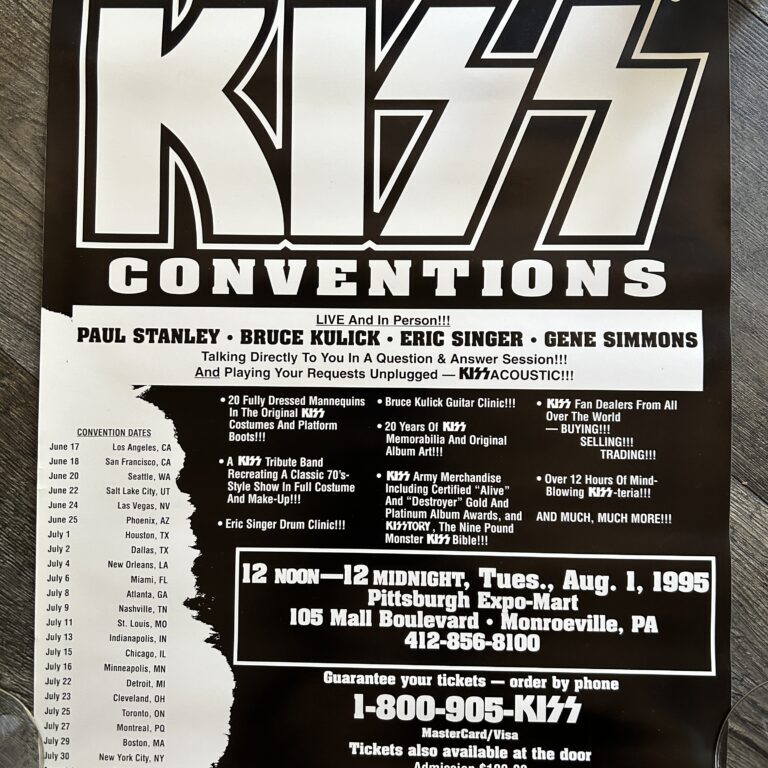 KISS
CONVENTIONS
LIVE And In Person!!!
PAUL STANLEY • BRUCE KULICK • ERIC SINGER • GENE SIMMONS
Talking Directly To You In A Question & Answer Session!!!
And Playing Your Requests Unplugged — KISSACOUSTIC!!!
• 20 Fully Dressed Mannequins
In The Original KISS
Costumes And Platform
Boots!!!
• A KISS Tribute Band
Recreating A Classic 70's-
Style Show In Full Costume
And Make-Up!!!
• Eric Singer Drum Clinic!!!
• Bruce Kulick Guitar Clinic!!!
• 20 Years Of KISS
Memorabilia And Original
Album Art!!!
• KISS Army Merchandise
Including Certified "Alive"
And "Destroyer" Gold And
Platinum Album Awards, and
KISSTORY, The Nine Pound
Monster KISS Bible!!!
• KISS Fan Dealers From All
Over The World
— BUYING!!!
SELLING!!!
TRADING!!!
• Over 12 Hours Of Mind-
Blowing KISS-teria!!!
AND MUCH, MUCH MORE!!!
CONVENTION DATES
June 17 Los Angeles, CA
June 18 San Francisco, CA
June 20 Seattle, WA
June 22 Salt Lake City, UT
June 24 Las Vegas, NV
June 25 Phoenix, AZ
July 1 Houston, TX
July 2 Dallas, TX
July 4 New Orleans, LA
July 6 Miami, FL
July 8 Atlanta, GA
July 9 Nashville, TN
July 11 St. Louis, MO
July 13 Indianapolis, IN
July 15 Chicago, IL
July 16 Minneapolis, MN
July 22 Detroit, MI
July 23 Cleveland, OH
July 25 Toronto, ON
July 27 Montreal, PQ
July 29 Boston, MA
July 30 New York City, NY
12 NOON—12 MIDNIGHT, Tues., Aug. 1, 1995
Pittsburgh Expo-Mart
105 Mall Boulevard • Monroeville, PA
412-856-8100
Guarantee your tickets — order by phone
1-800-905-KISS
MasterCard/Visa
Tickets also available at the door
Admission $100.00